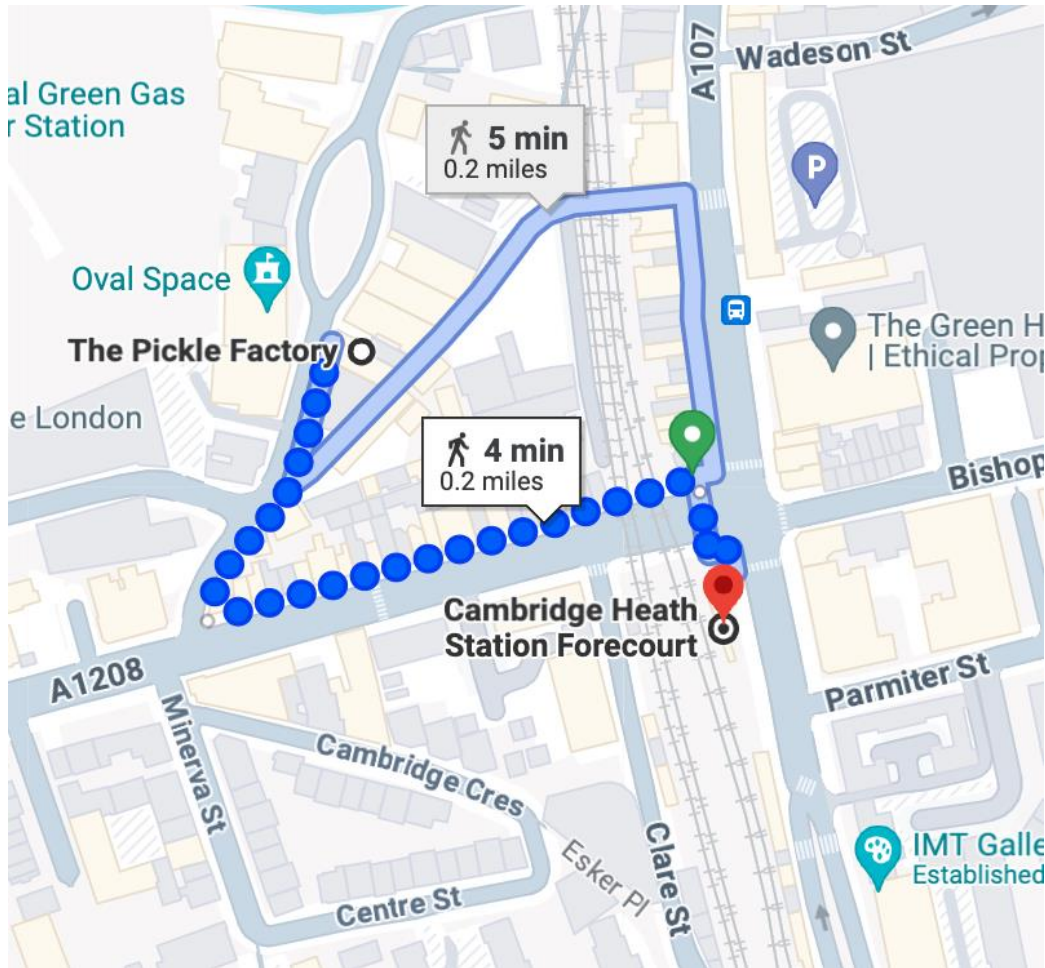 Wadeson St
A107
al Green Gas
r Station
5 min
0.2 miles
P
Oval Space
The Pickle Factory
The Green H
| Ethical Prop
e London
4 min
0.2 miles
Bishop
Cambridge Heath
Station Forecourt
A1208
Parmiter St
Minerva St
Cambridge Cres
Esker Pl
Clare St
Centre St
IMT Galle
Established